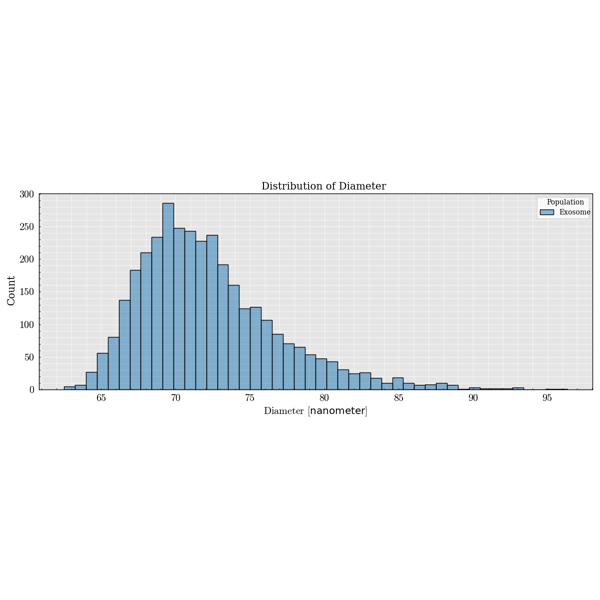 Distribution of Diameter
300
250
200
150
100
50
0
Count
Population
Exosome
65 70 75 80 85 90 95
Diameter [nanometer]